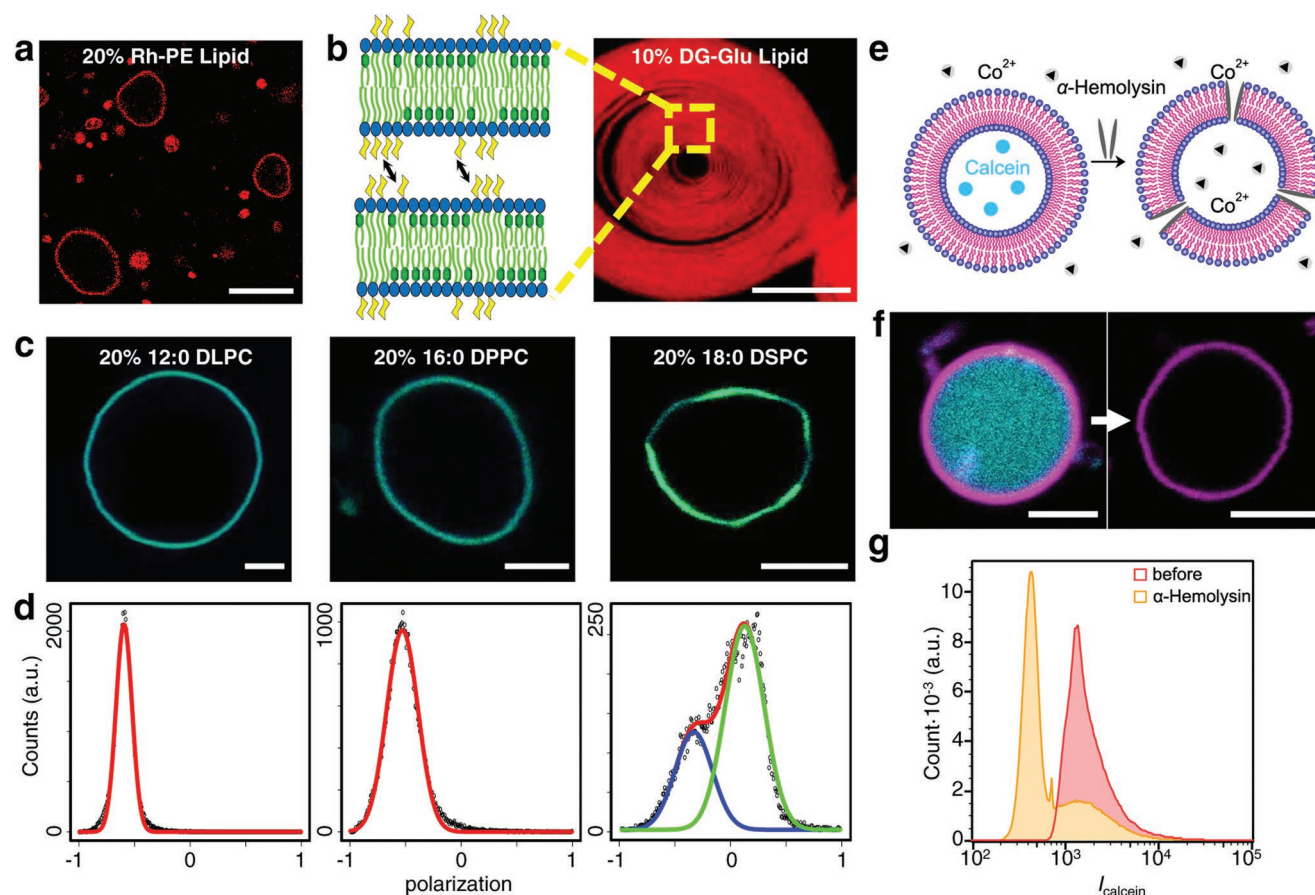 a
20% Rh-PE Lipid
b
10% DG-Glu Lipid
c
20% 12:0 DLPC
20% 16:0 DPPC
20% 18:0 DSPC
d
Counts (a.u.)
2000
0
-1
0
1
1000
0
-1
0
1
250
0
-1
0
1
polarization
e
Co²⁺
α-Hemolysin
Co²⁺
Calcein
Co²⁺
f
g
before
α-Hemolysin
Count·10⁻³ (a.u.)
10
8
6
4
2
0
10² 10³ 10⁴ 10⁵
I calcein